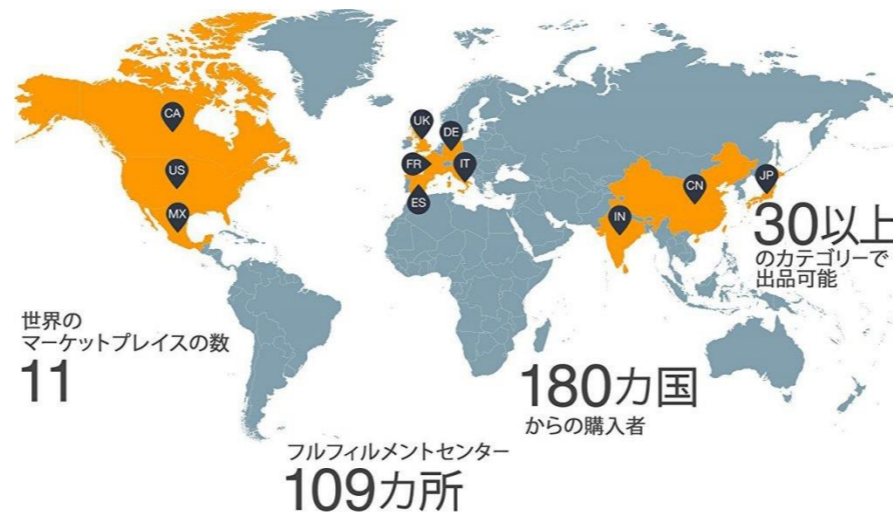 CA
US
MX
UK
DE
FR
IT
ES
CN
JP
IN
30以上
のカテゴリーで
出品可能
世界の
マーケットプレイスの数
11
180カ国
からの購入者
フルフィルメントセンター
109カ所